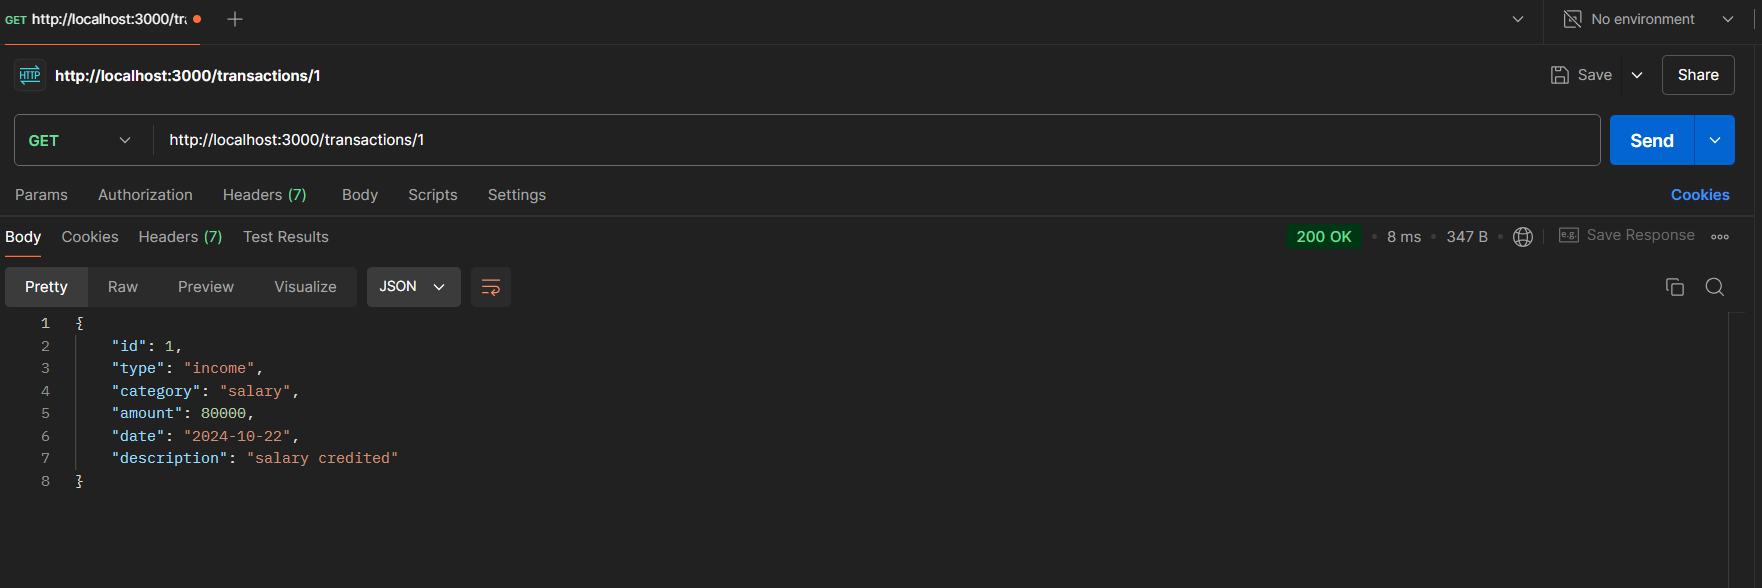 GET http://localhost:3000/tr
No environment
HTTP http://localhost:3000/transactions/1
Save
Share
GET http://localhost:3000/transactions/1
Send
Params Authorization Headers (7) Body Scripts Settings
Cookies
Body Cookies Headers (7) Test Results
200 OK • 8 ms • 347 B • e.g. Save Response
Pretty Raw Preview Visualize JSON
1 {
2 "id": 1,
3 "type": "income",
4 "category": "salary",
5 "amount": 80000,
6 "date": "2024-10-22",
7 "description": "salary credited"
8 }